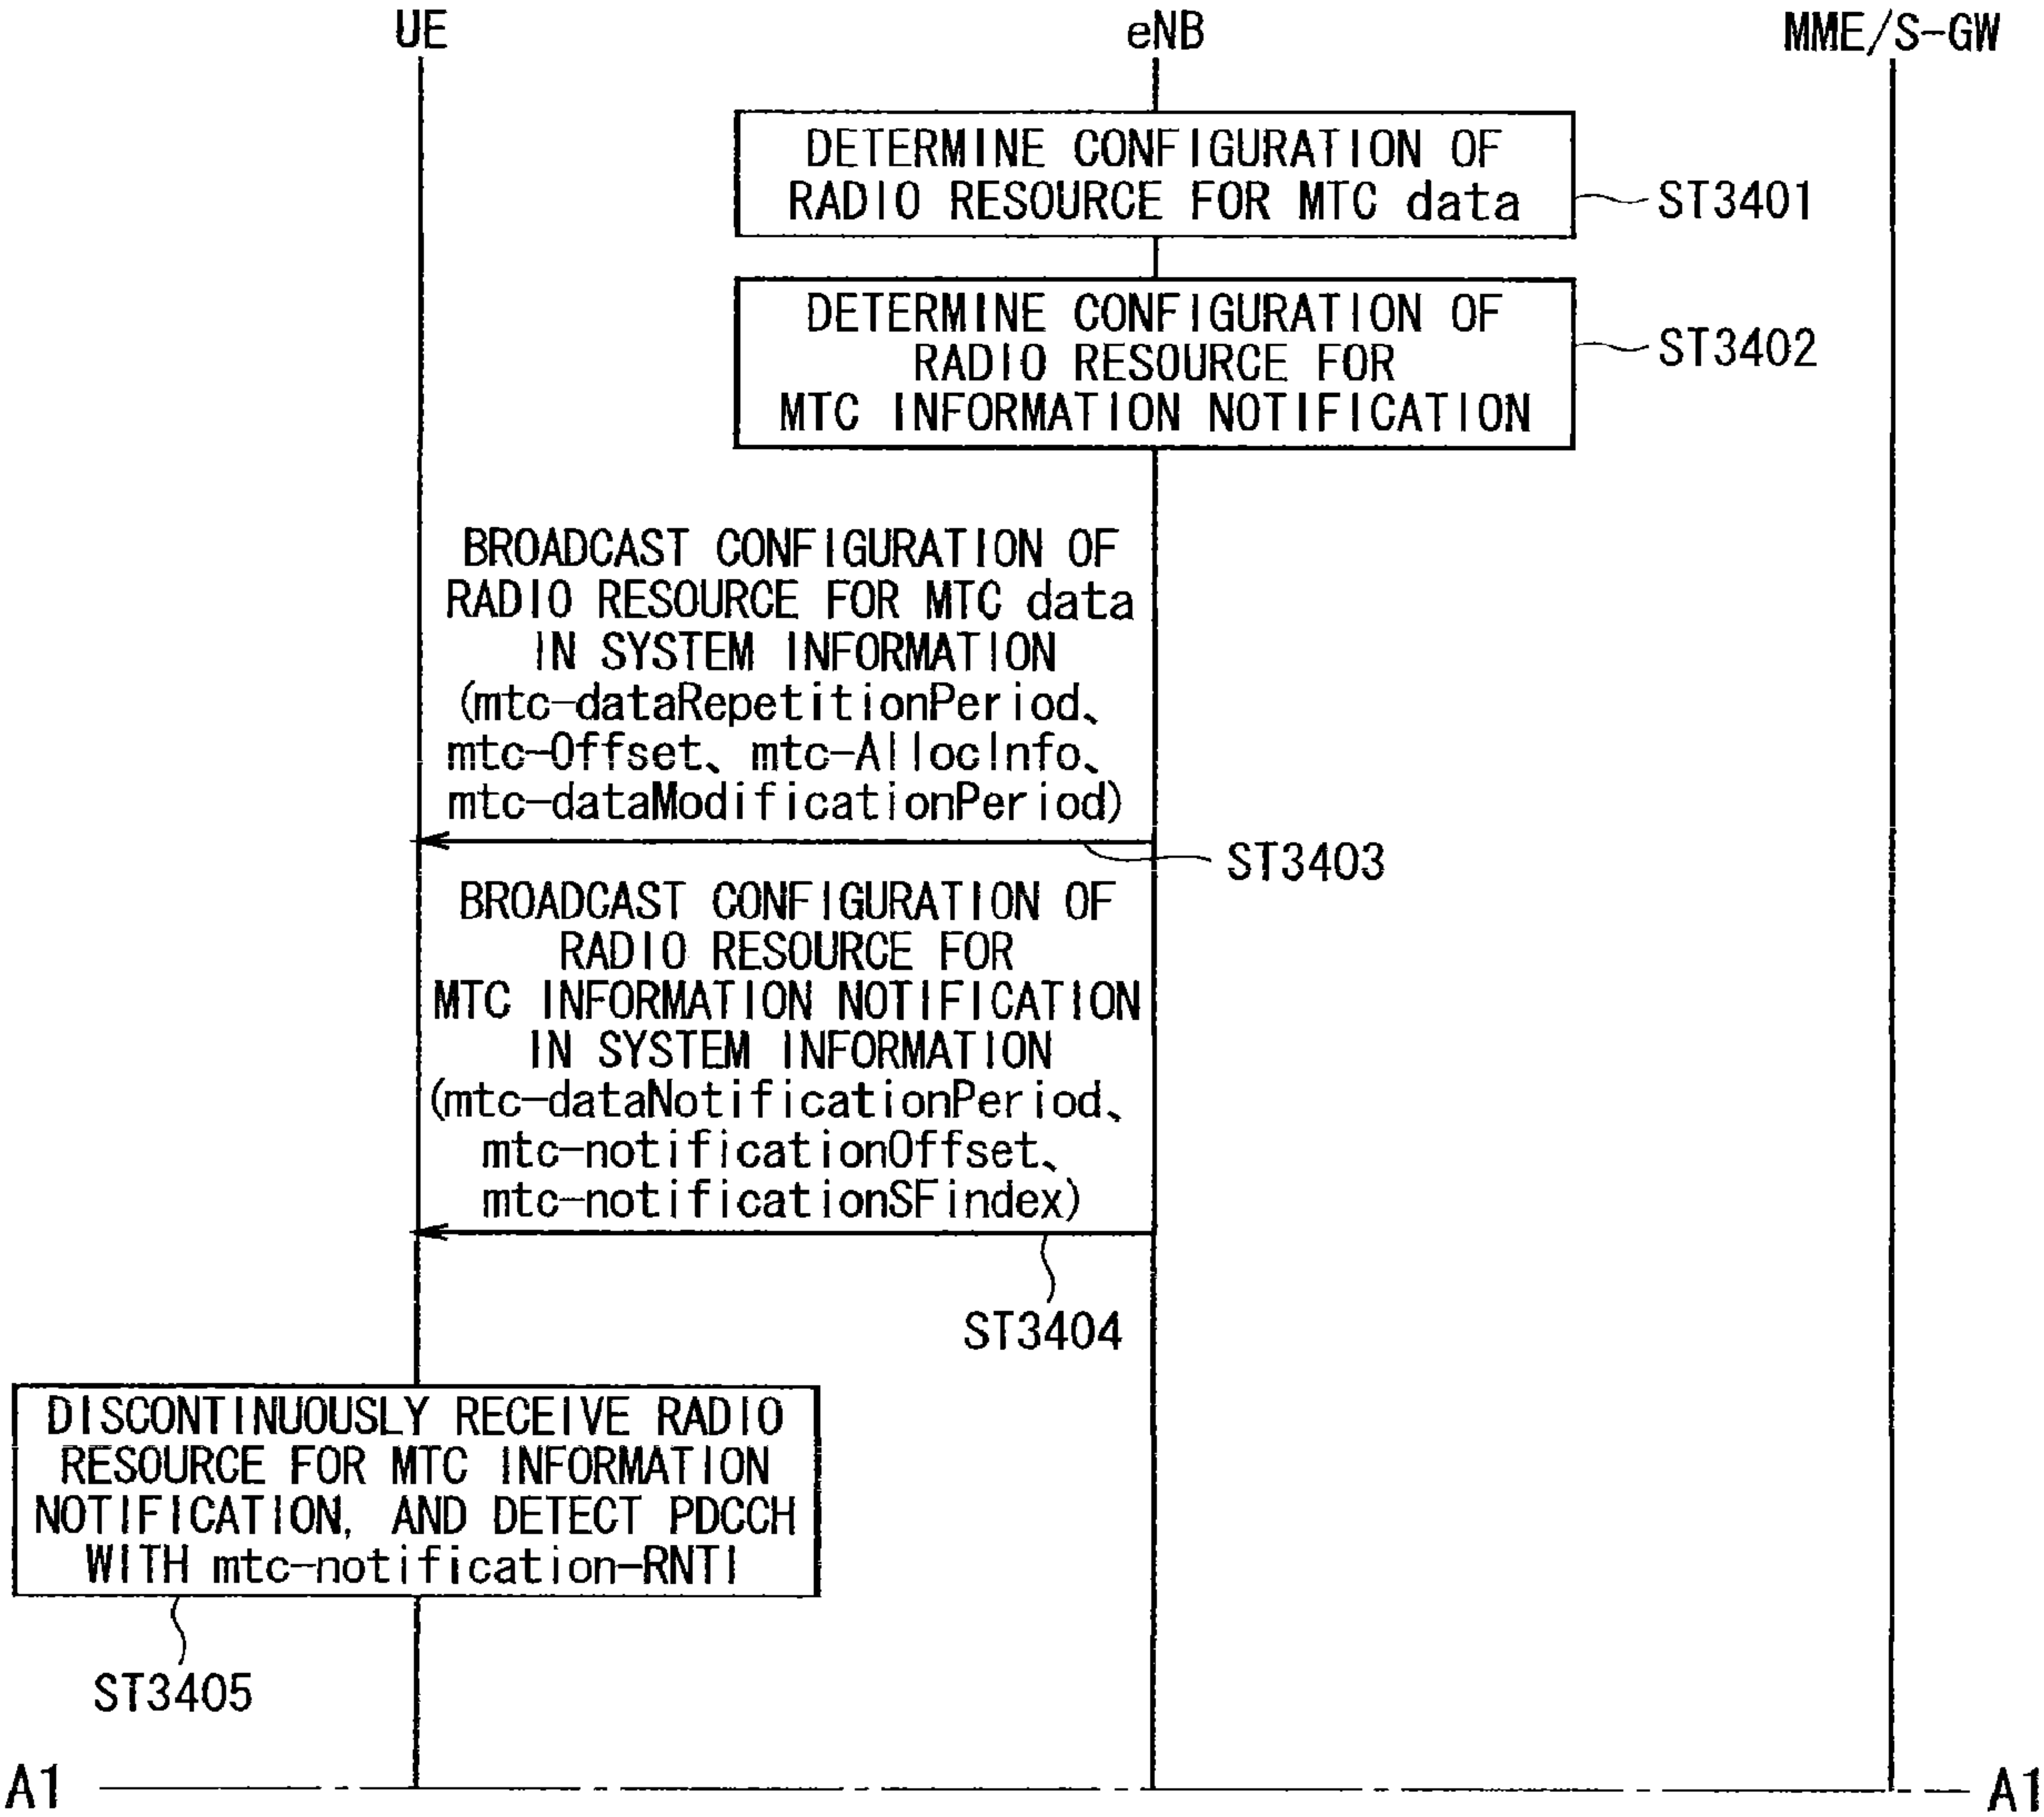 UE
eNB
MME/S-GW
DETERMINE CONFIGURATION OF
RADIO RESOURCE FOR MTC data
ST3401
DETERMINE CONFIGURATION OF
RADIO RESOURCE FOR
MTC INFORMATION NOTIFICATION
ST3402
BROADCAST CONFIGURATION OF
RADIO RESOURCE FOR MTC data
IN SYSTEM INFORMATION
(mtc-dataRepetitionPeriod、
mtc-Offset、mtc-AllocInfo、
mtc-dataModificationPeriod)
ST3403
BROADCAST CONFIGURATION OF
RADIO RESOURCE FOR
MTC INFORMATION NOTIFICATION
IN SYSTEM INFORMATION
(mtc-dataNotificationPeriod、
mtc-notificationOffset、
mtc-notificationSFindex)
ST3404
DISCONTINUOUSLY RECEIVE RADIO
RESOURCE FOR MTC INFORMATION
NOTIFICATION, AND DETECT PDCCH
WITH mtc-notification-RNTI
ST3405
A1
A1